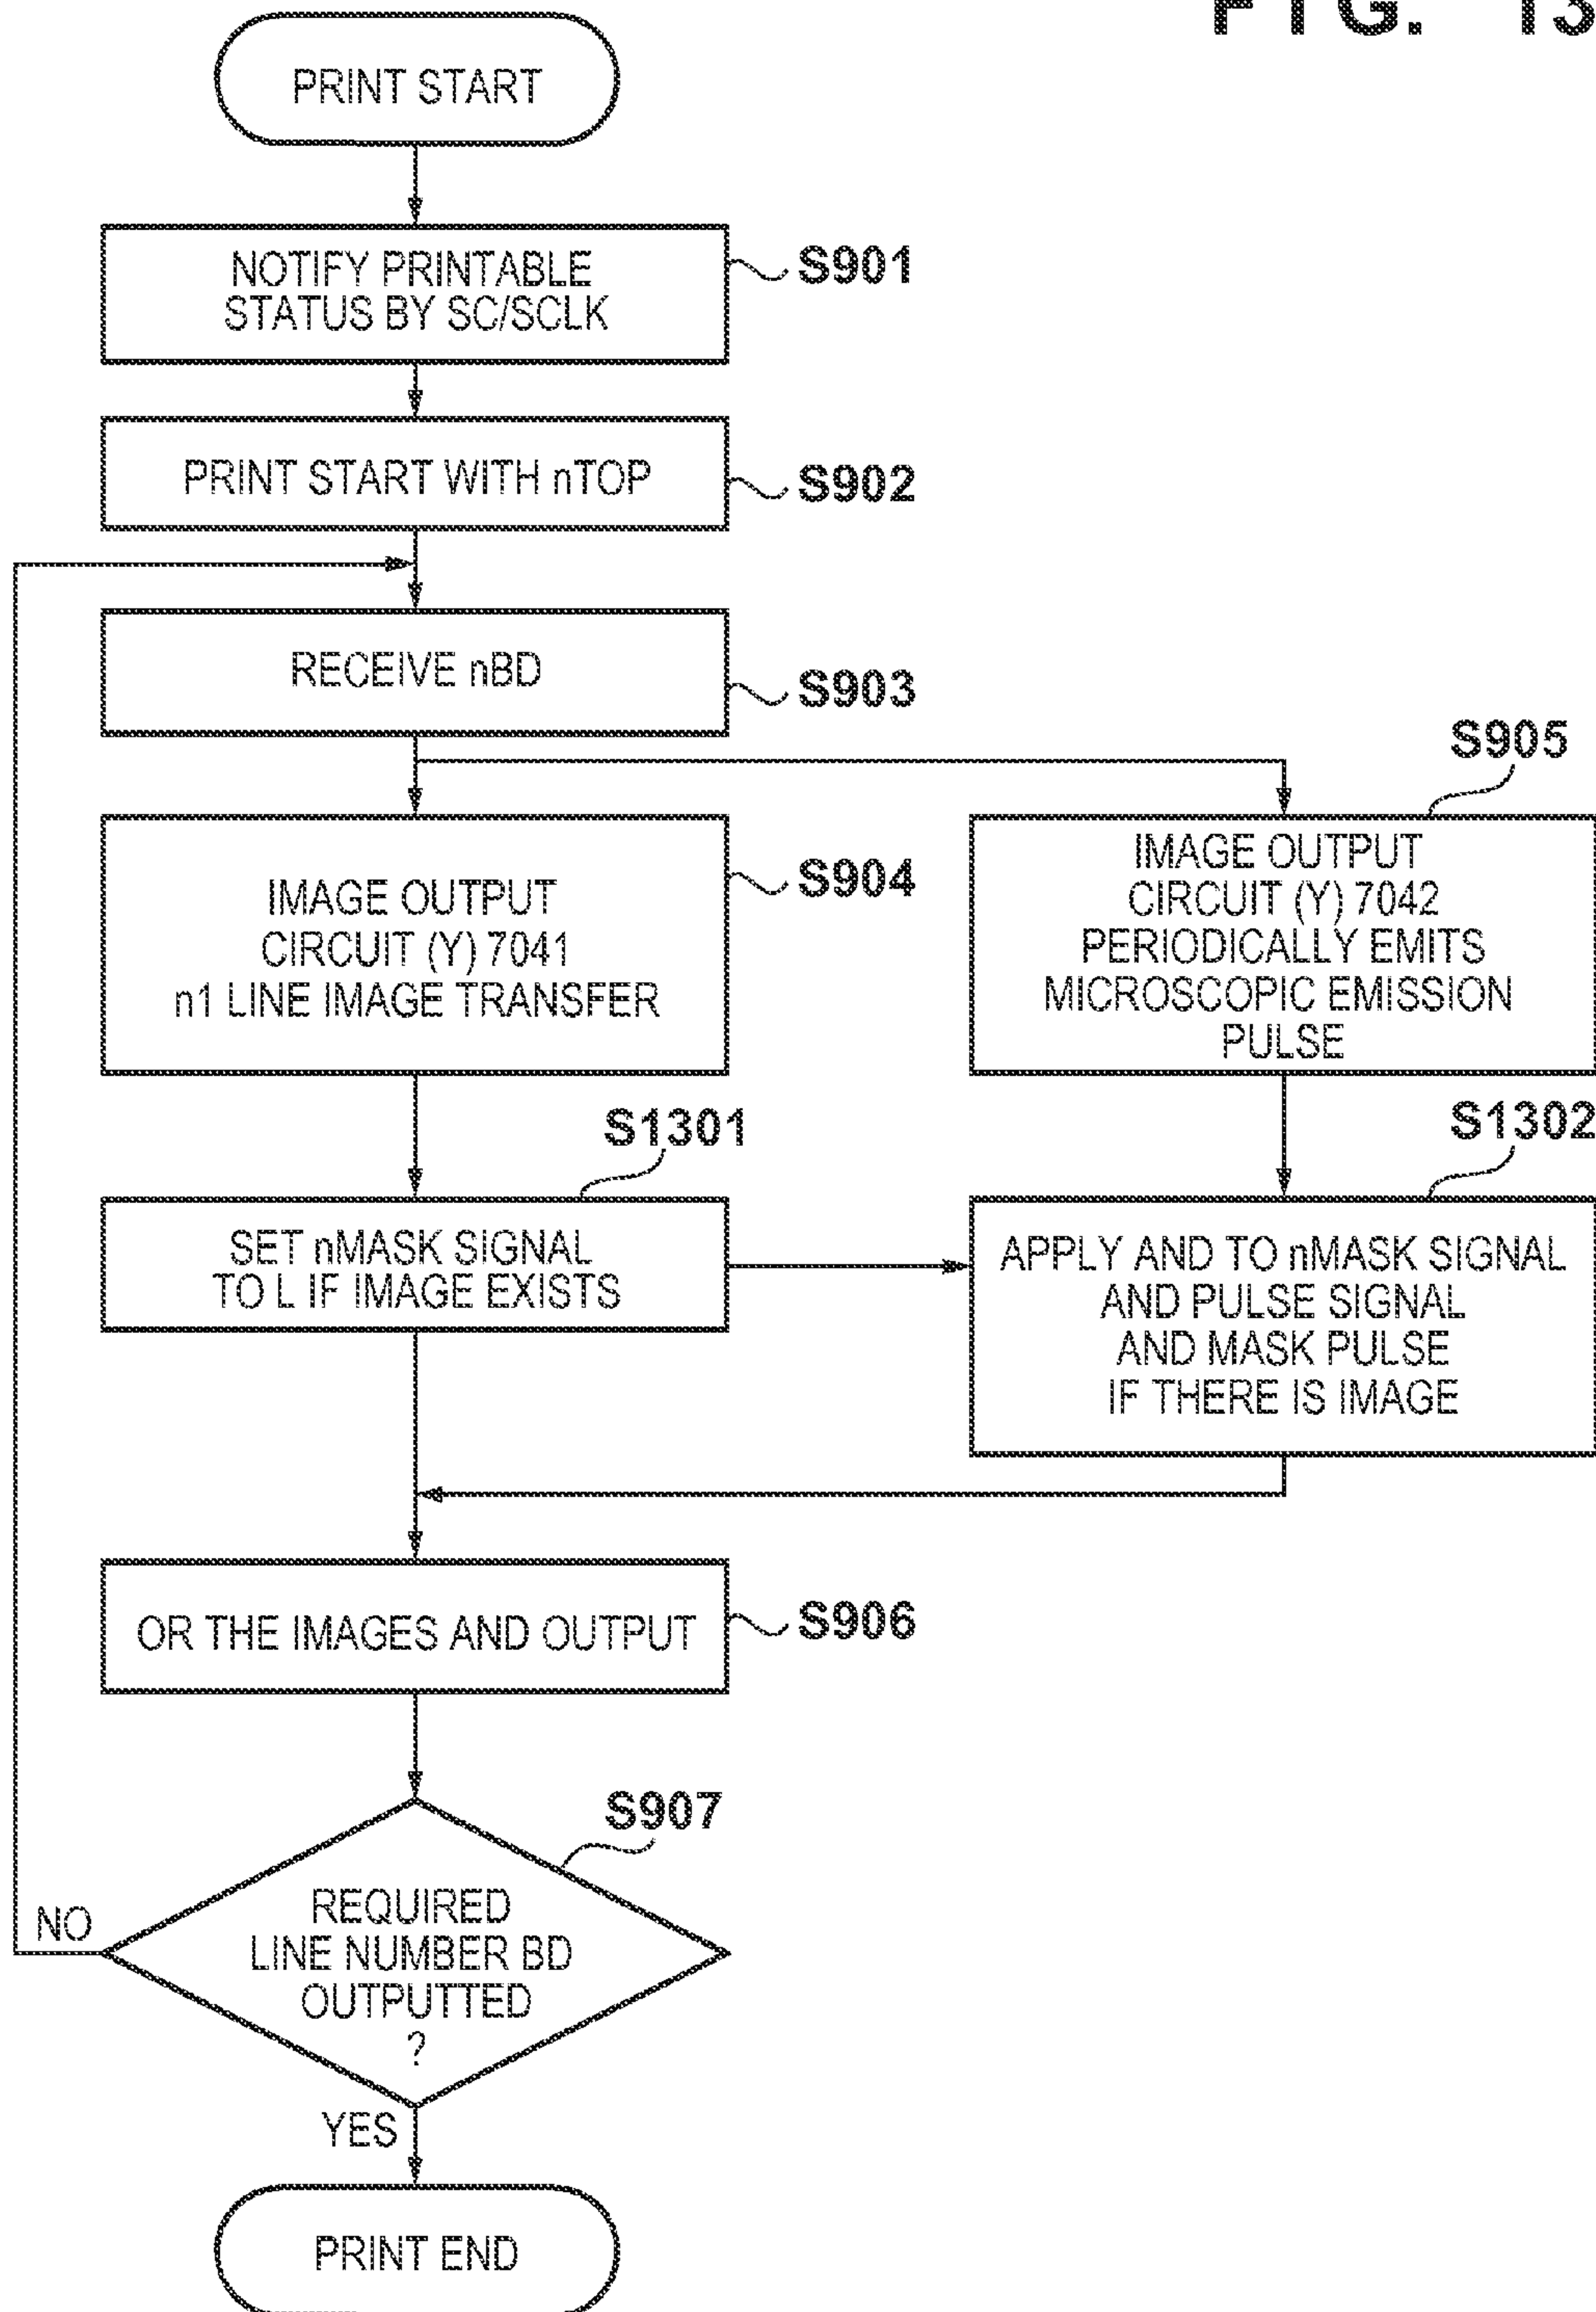 FIG. 13
PRINT START
NOTIFY PRINTABLE
STATUS BY SC/SCLK
S901
PRINT START WITH nTOP
S902
RECEIVE nBD
S903
IMAGE OUTPUT
CIRCUIT (Y) 7041
n1 LINE IMAGE TRANSFER
S904
S905
IMAGE OUTPUT
CIRCUIT (Y) 7042
PERIODICALLY EMITS
MICROSCOPIC EMISSION
PULSE
S1301
SET nMASK SIGNAL
TO L IF IMAGE EXISTS
S1302
APPLY AND TO nMASK SIGNAL
AND PULSE SIGNAL
AND MASK PULSE
IF THERE IS IMAGE
OR THE IMAGES AND OUTPUT
S906
S907
REQUIRED
LINE NUMBER BD
OUTPUTTED
?
NO
YES
PRINT END